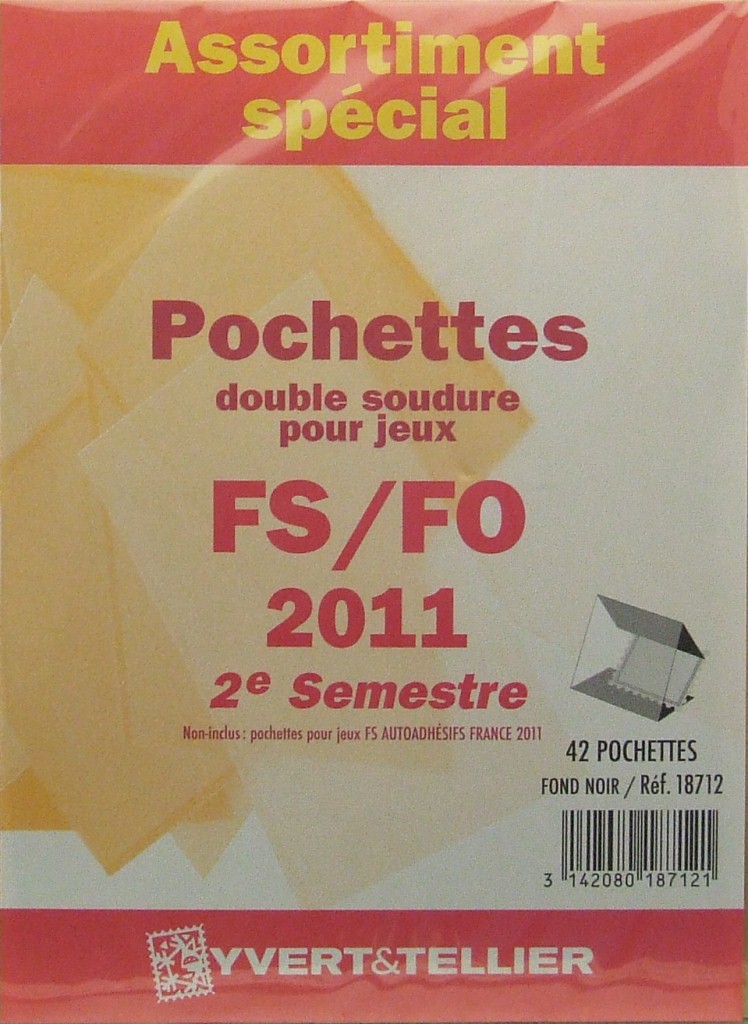 Assortiment
spécial
Pochettes
double soudure
pour jeux
FS/FO
2011
2e Semestre
Non-inclus : pochettes pour jeux FS AUTOADHÉSIFS FRANCE 2011
42 POCHETTES
FOND NOIR / Réf. 18712
3 142080 187121
YVERT&TELLIER